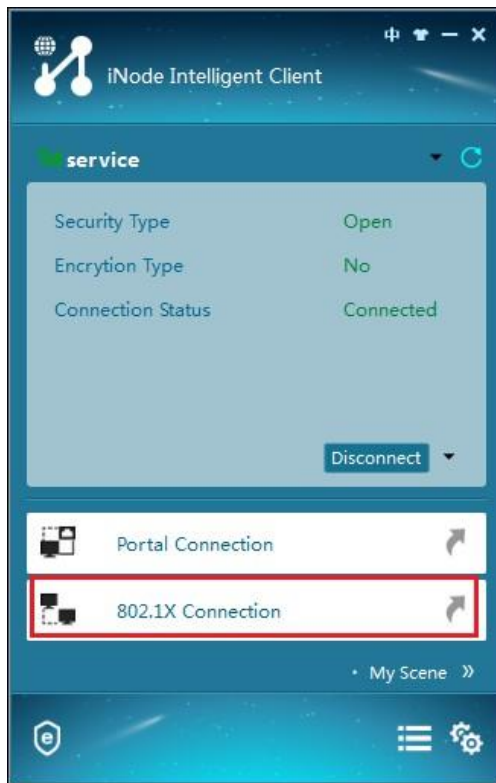 中
iNode Intelligent Client
service
Security Type Open
Encrytion Type No
Connection Status Connected
Disconnect
Portal Connection
802.1X Connection
• My Scene »
e